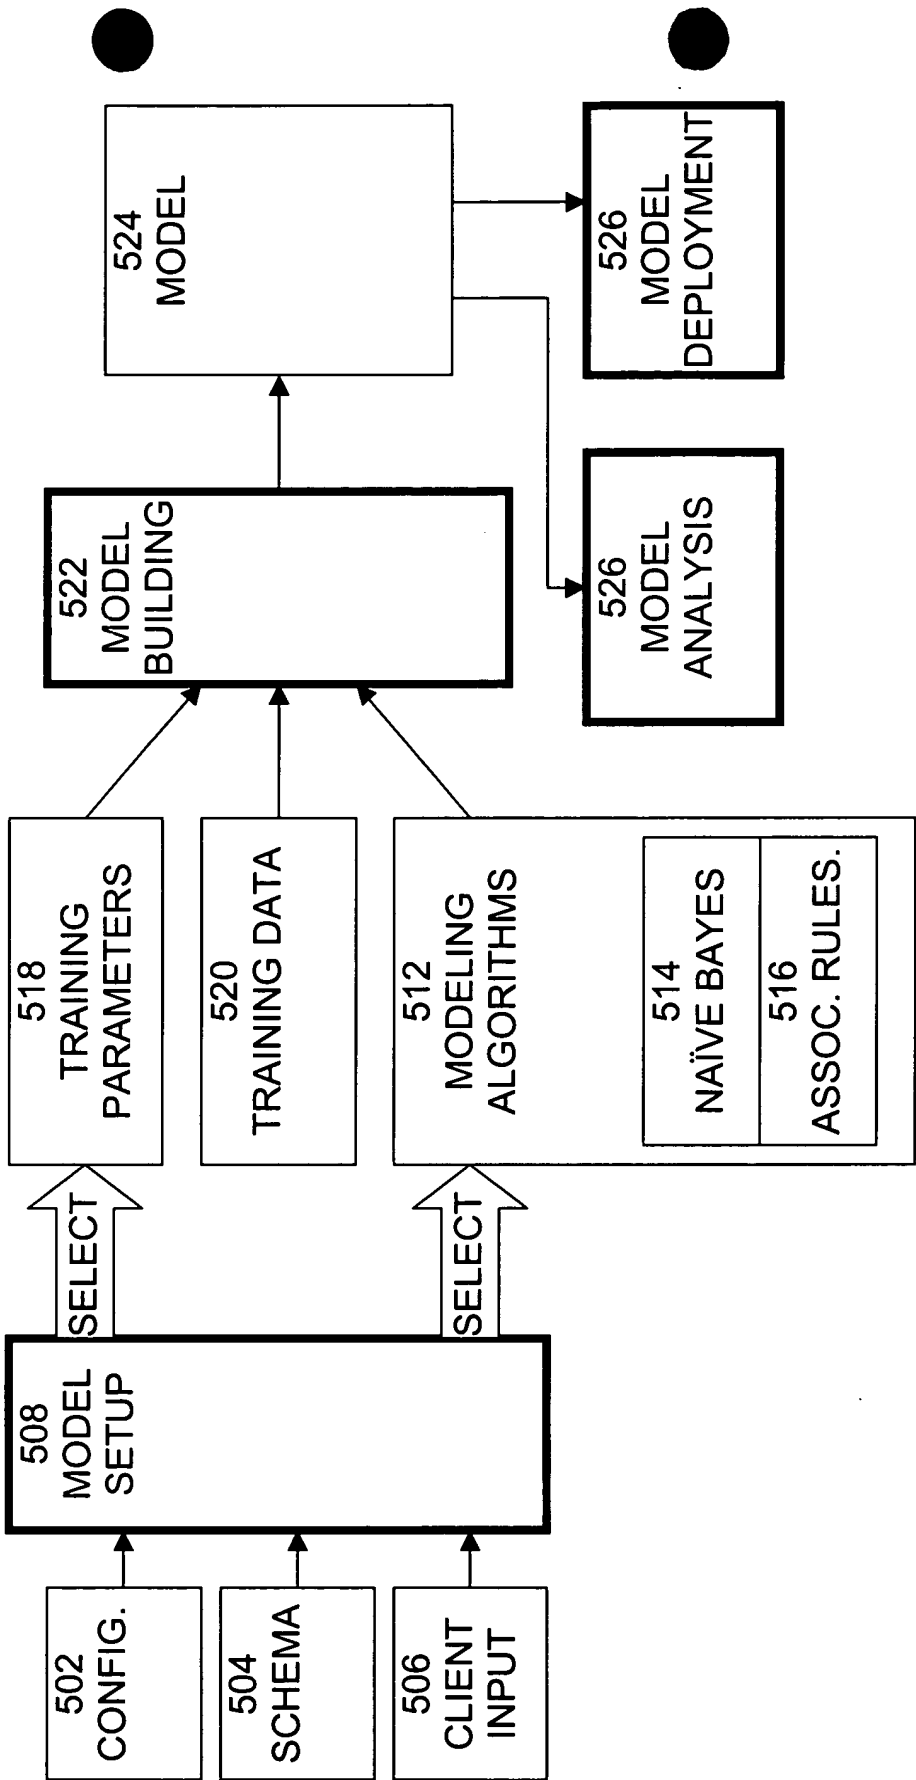 502
CONFIG.
504
SCHEMA
506
CLIENT
INPUT
508
MODEL
SETUP
SELECT
SELECT
518
TRAINING
PARAMETERS
520
TRAINING DATA
512
MODELING
ALGORITHMS
514
NAÏVE BAYES
516
ASSOC. RULES.
522
MODEL
BUILDING
524
MODEL
526
MODEL
ANALYSIS
526
MODEL
DEPLOYMENT